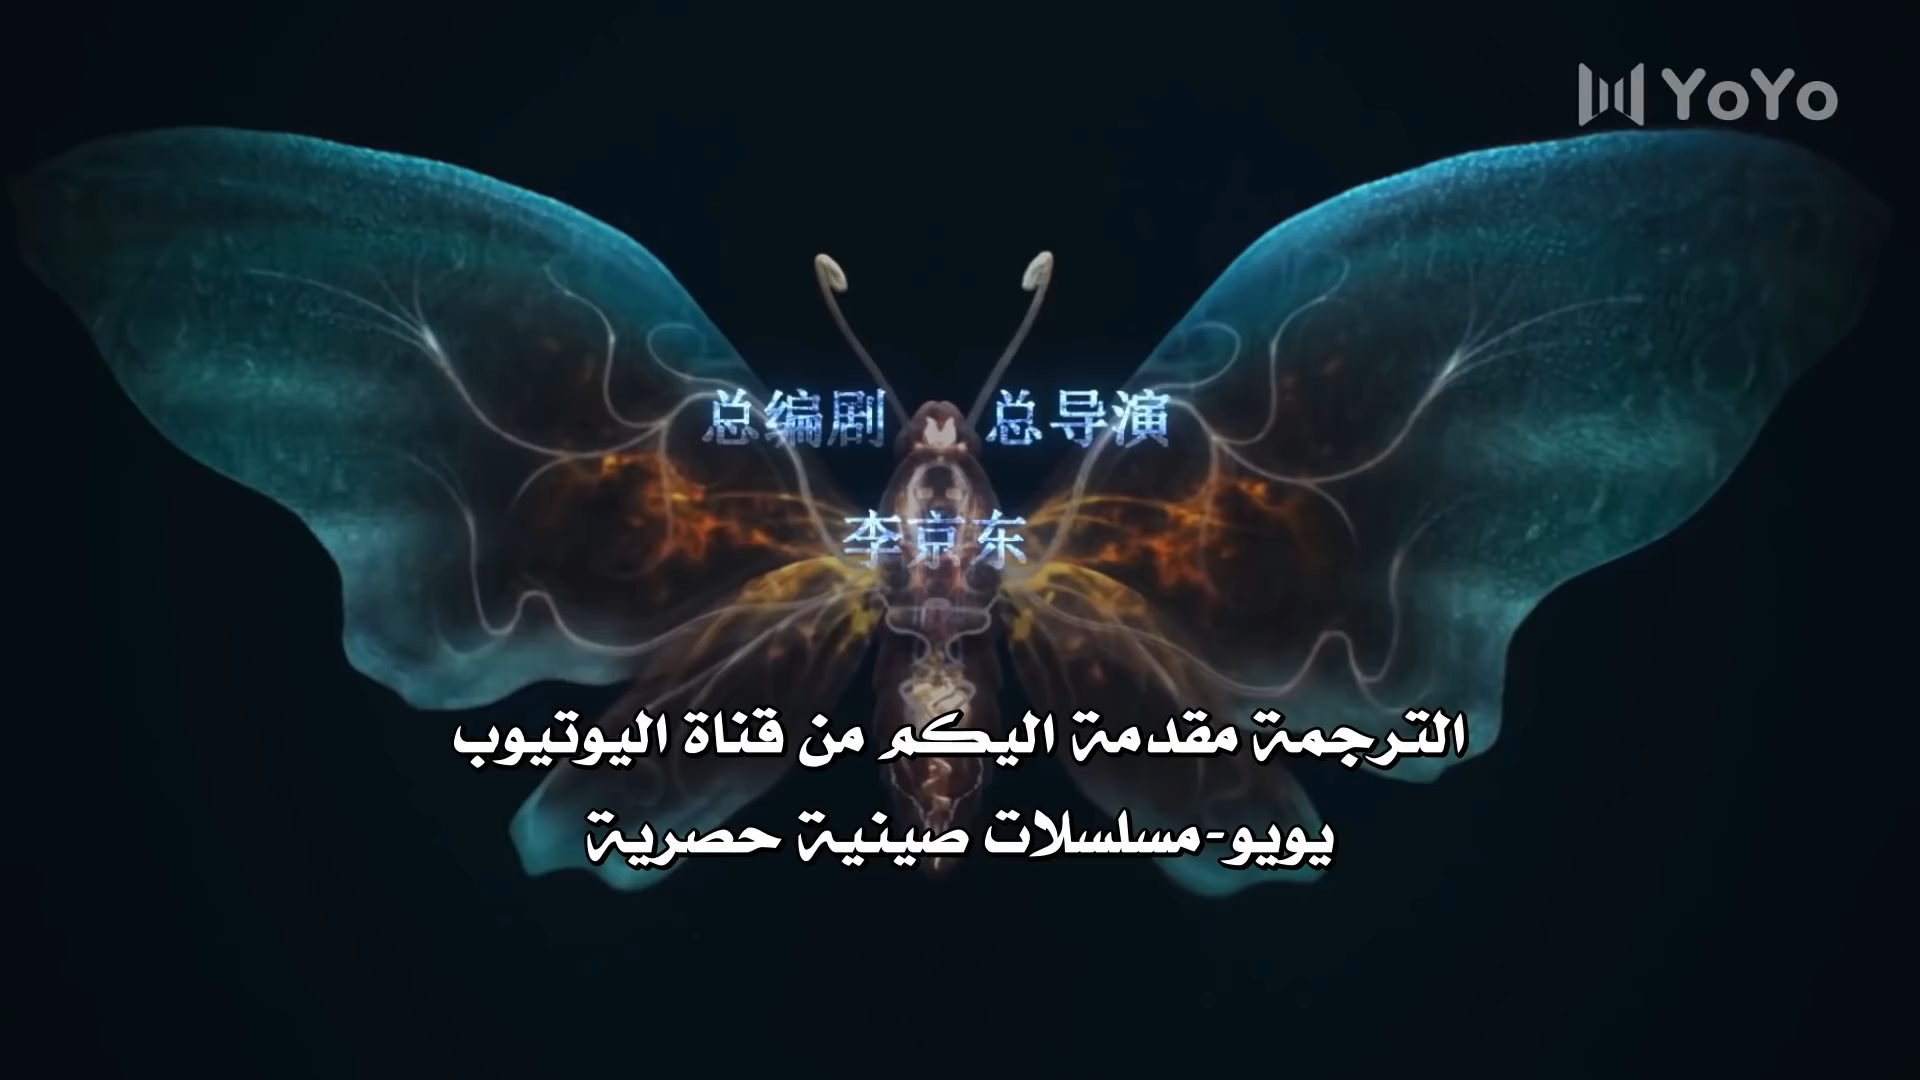 YoYo
总编剧 总导演
李京东
الترجمة مقدمة اليكم من قناة اليوتيوب
يويو-مسلسلات صينية حصرية